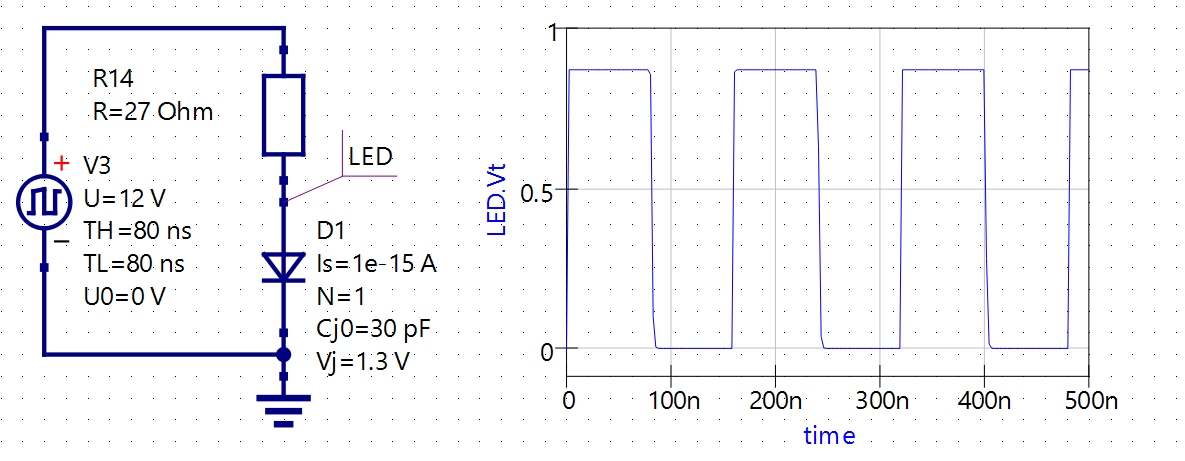 R14
R=27 Ohm
LED
+ V3
U=12 V
TH=80 ns
TL=80 ns
U0=0 V
–
D1
Is=1e-15 A
N=1
Cj0=30 pF
Vj=1.3 V
1
0.5
0
LED.Vt
0 100n 200n 300n 400n 500n
time